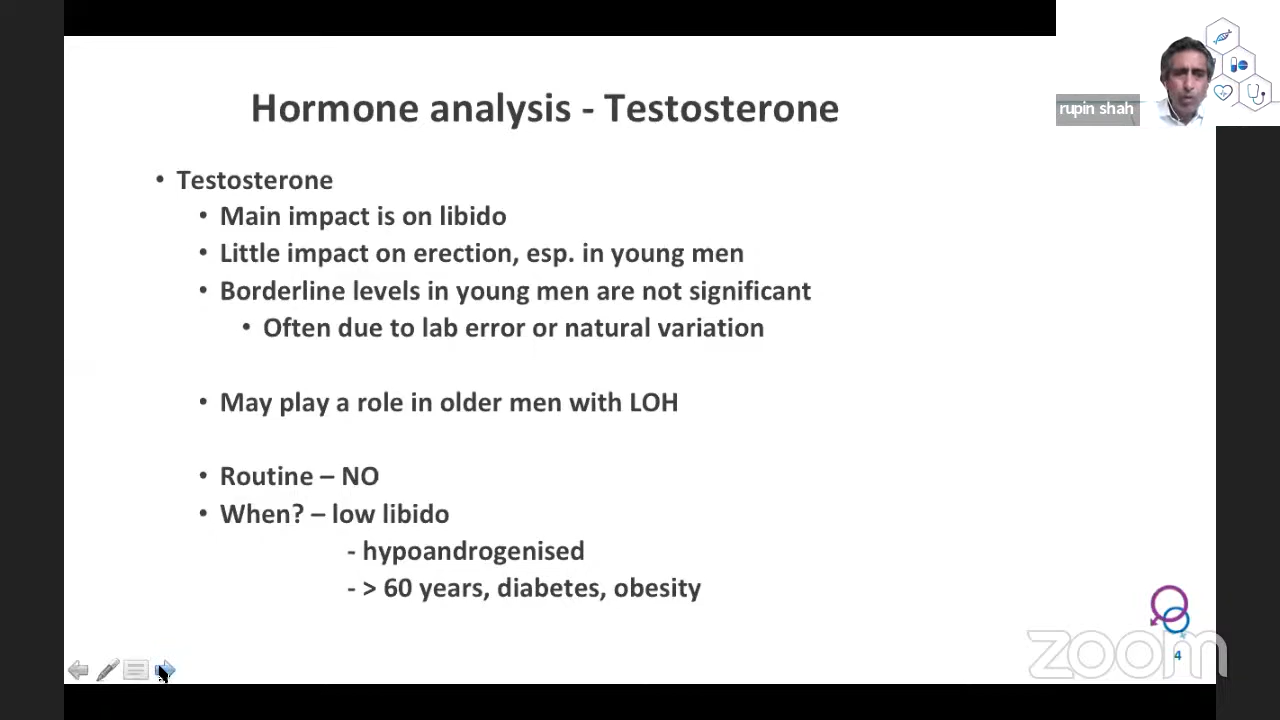 rupin shah
Hormone analysis - Testosterone
• Testosterone
• Main impact is on libido
• Little impact on erection, esp. in young men
• Borderline levels in young men are not significant
• Often due to lab error or natural variation
• May play a role in older men with LOH
• Routine – NO
• When? – low libido
- hypoandrogenised
- > 60 years, diabetes, obesity
zoom
4